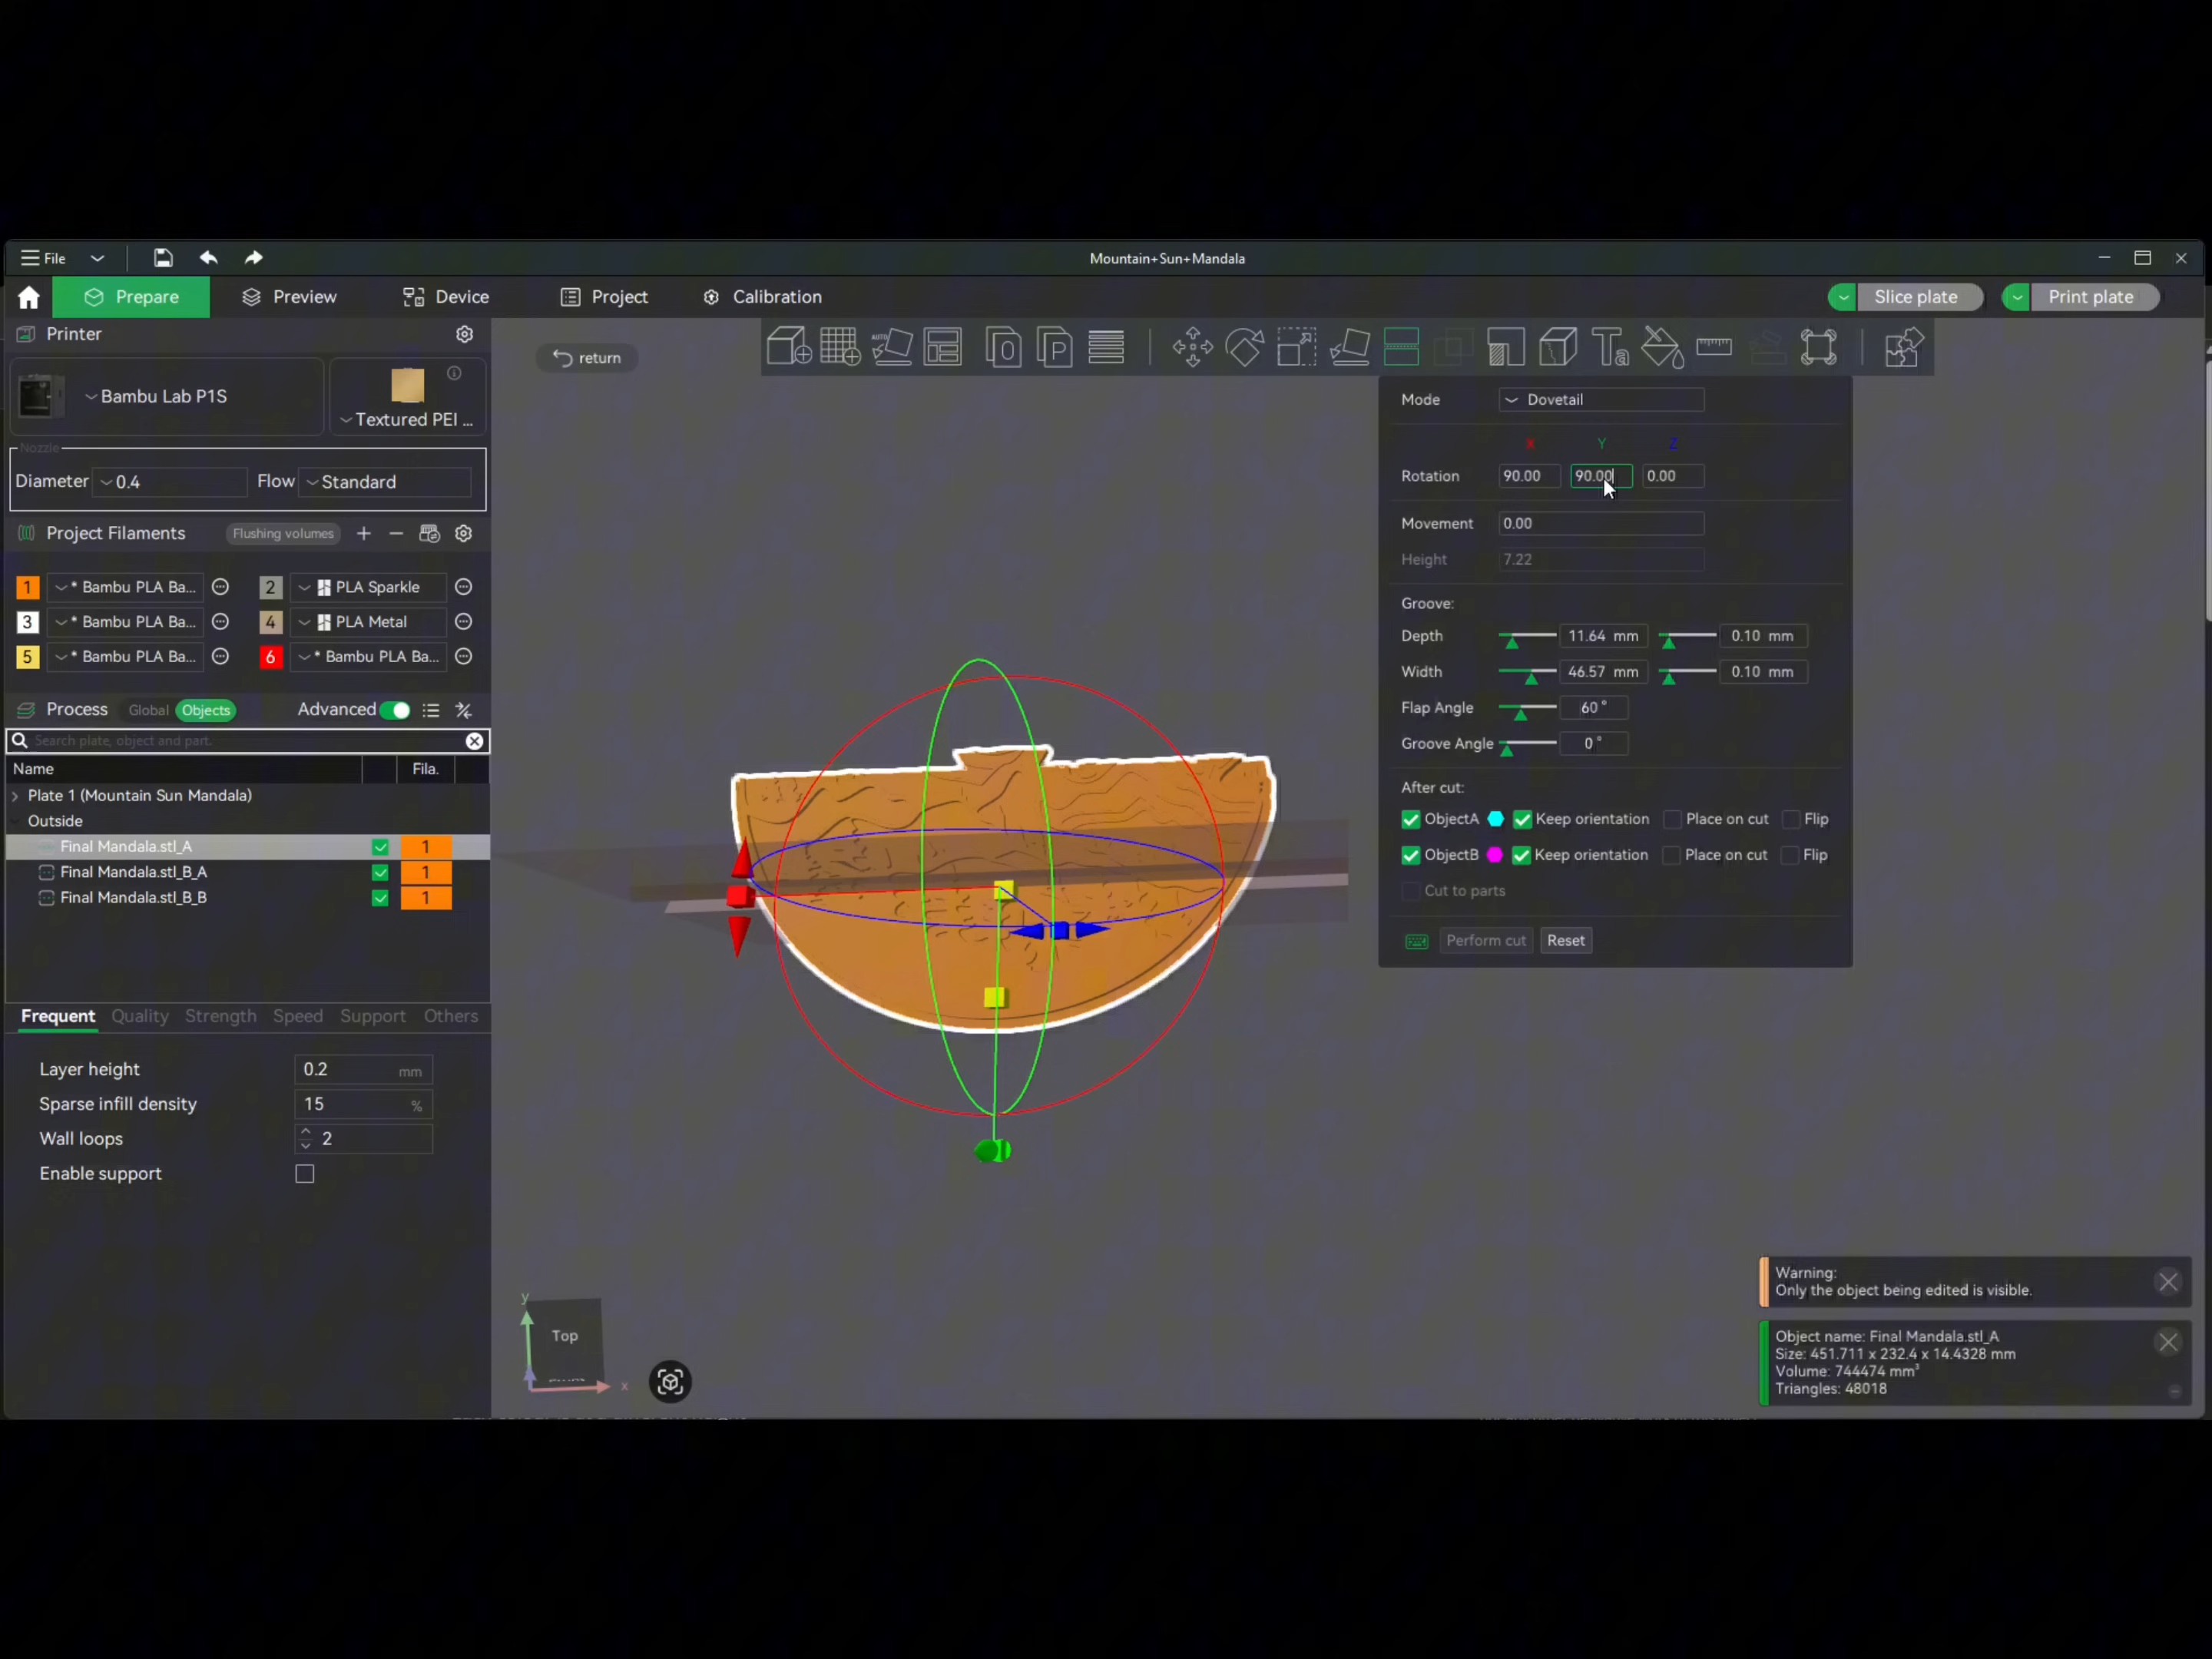 File
Mountain+Sun+Mandala
Prepare
Preview
Device
Project
Calibration
Slice plate
Print plate
Printer
Bambu Lab P1S
Textured PEI ...
Nozzle
Diameter 0.4 Flow Standard
Project Filaments Flushing volumes
1 * Bambu PLA Ba... 2 PLA Sparkle
3 * Bambu PLA Ba... 4 PLA Metal
5 * Bambu PLA Ba... 6 * Bambu PLA Ba...
Process Global Objects Advanced
Search plate, object and part.
Name Fila.
Plate 1 (Mountain Sun Mandala)
Outside
Final Mandala.stl_A 1
Final Mandala.stl_B_A 1
Final Mandala.stl_B_B 1
Frequent Quality Strength Speed Support Others
Layer height 0.2 mm
Sparse infill density 15 %
Wall loops 2
Enable support
return
AUTO
O
P
Ta
Mode Dovetail
X Y Z
Rotation 90.00 90.00 0.00
Movement 0.00
Height 7.22
Groove:
Depth 11.64 mm 0.10 mm
Width 46.57 mm 0.10 mm
Flap Angle 60 °
Groove Angle 0 °
After cut:
ObjectA Keep orientation Place on cut Flip
ObjectB Keep orientation Place on cut Flip
Cut to parts
Perform cut Reset
y
Top
x
Warning:
Only the object being edited is visible.
Object name: Final Mandala.stl_A
Size: 451.711 x 232.4 x 14.4328 mm
Volume: 744474 mm³
Triangles: 48018